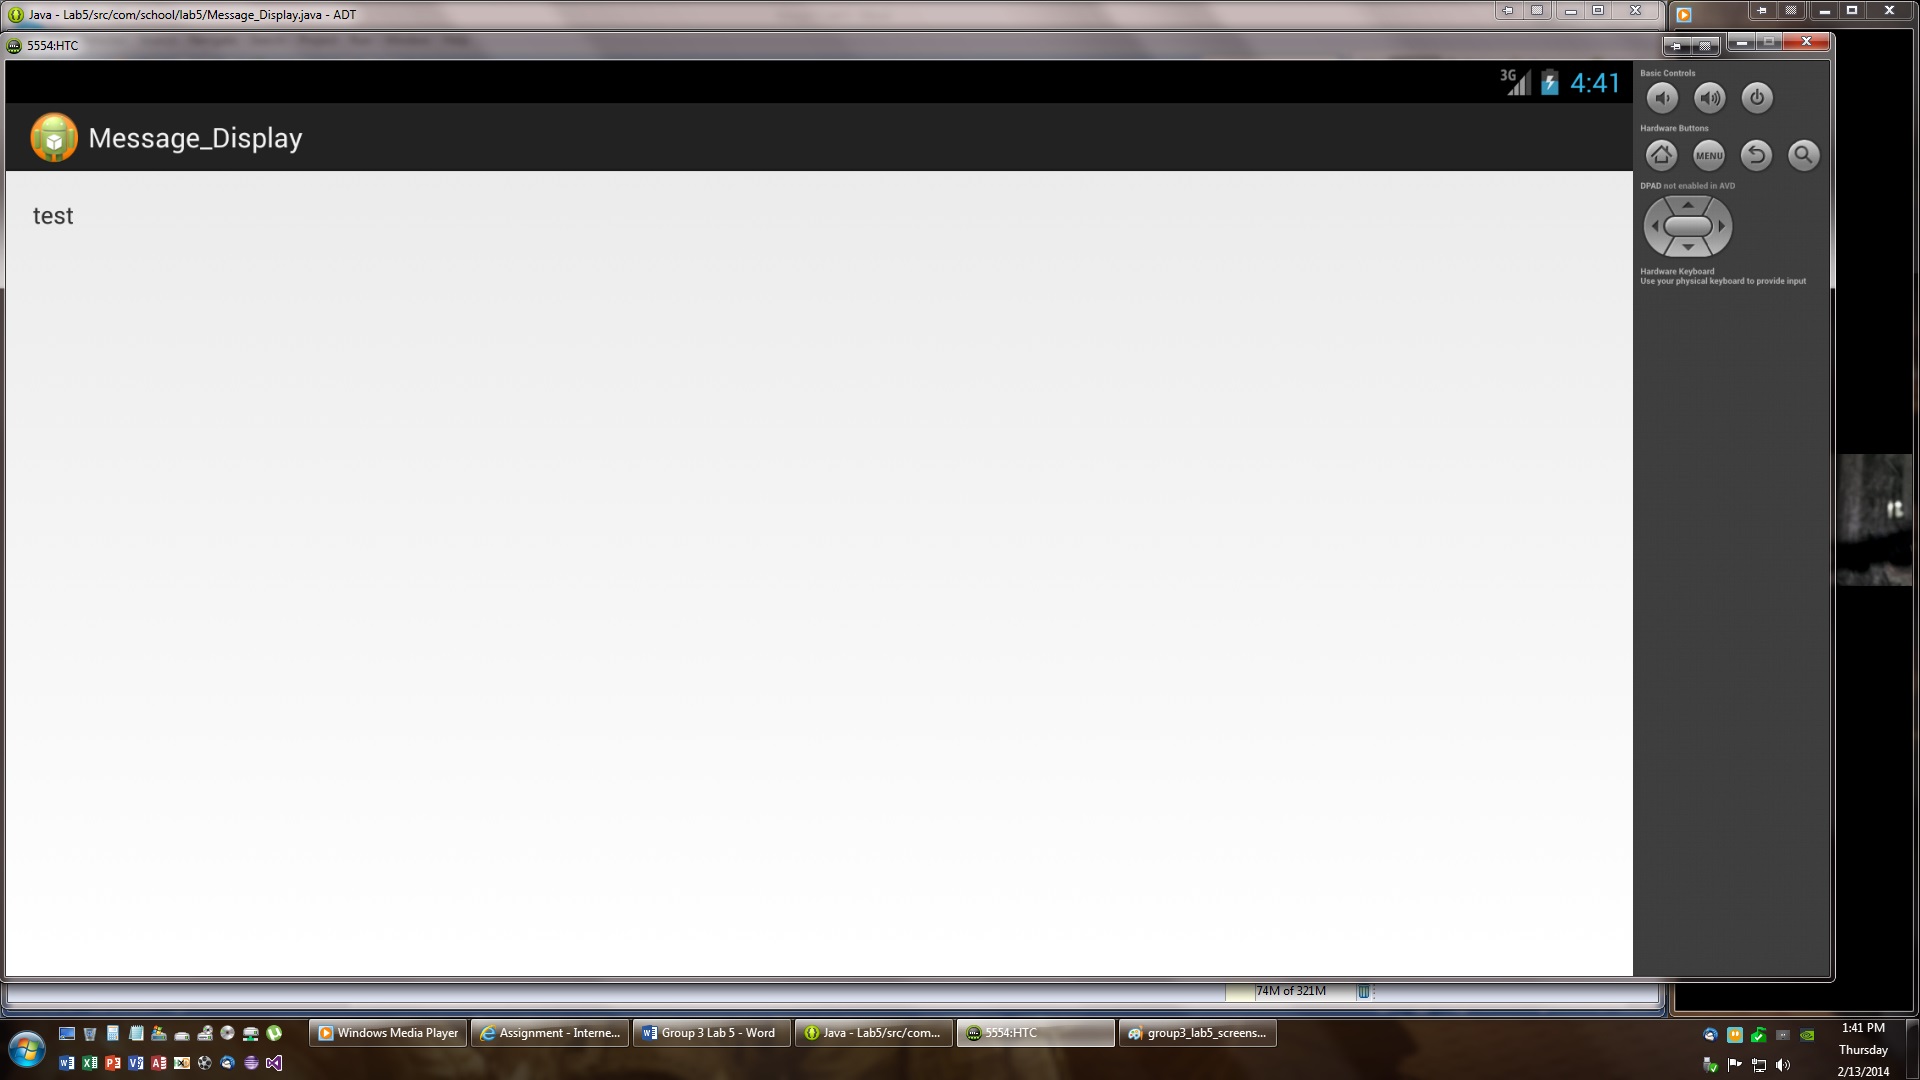 Java - Lab5/src/com/school/lab5/Message_Display.java - ADT
5554:HTC
3G 4:41
Message_Display
test
Basic Controls
Hardware Buttons
MENU
DPAD not enabled in AVD
Hardware Keyboard
Use your physical keyboard to provide input
74M of 321M
Windows Media Player
Assignment - Interne...
Group 3 Lab 5 - Word
Java - Lab5/src/com...
5554:HTC
group3_lab5_screens...
1:41 PM
Thursday
2/13/2014